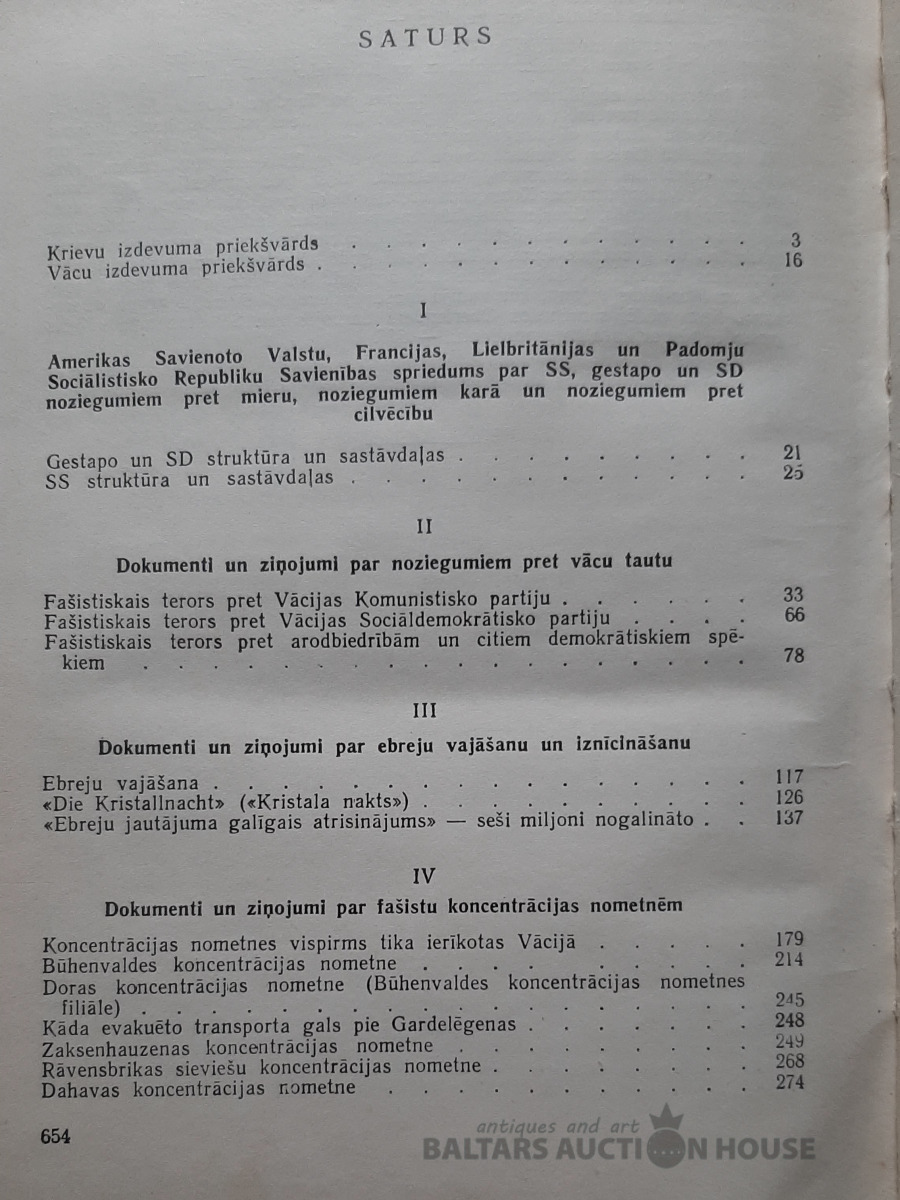 SATURS
Krievu izdevuma priekšvārds . . . . . . . . . . . . 3
Vācu izdevuma priekšvārds . . . . . . . . . . . . . 16
I
Amerikas Savienoto Valstu, Francijas, Lielbritānijas un Padomju
Sociālistisko Republiku Savienības spriedums par SS, gestapo un SD
noziegumiem pret mieru, noziegumiem karā un noziegumiem pret
cilvēcību
Gestapo un SD struktūra un sastāvdaļas . . . . . . . . . 21
SS struktūra un sastāvdaļas . . . . . . . . . . . . 25
II
Dokumenti un ziņojumi par noziegumiem pret vācu tautu
Fašistiskais terors pret Vācijas Komunistisko partiju . . . . . . 33
Fašistiskais terors pret Vācijas Sociāldemokrātisko partiju . . . . 66
Fašistiskais terors pret arodbiedrībām un citiem demokrātiskiem spē-
kiem . . . . . . . . . . . . . . . . . . 78
III
Dokumenti un ziņojumi par ebreju vajāšanu un iznīcināšanu
Ebreju vajāšana . . . . . . . . . . . . . . . . 117
«Die Kristallnacht» («Kristala nakts») . . . . . . . . . . 126
«Ebreju jautājuma galīgais atrisinājums» — seši miljoni nogalināto . . 137
IV
Dokumenti un ziņojumi par fašistu koncentrācijas nometnēm
Koncentrācijas nometnes vispirms tika ierīkotas Vācijā . . . . . 179
Būhenvaldes koncentrācijas nometne . . . . . . . . . . 214
Doras koncentrācijas nometne (Būhenvaldes koncentrācijas nometnes
filiāle) . . . . . . . . . . . . . . . . . . 245
Kāda evakuēto transporta gals pie Gardelēgenas . . . . . . . 248
Zaksenhauzenas koncentrācijas nometne . . . . . . . . . 249
Rāvensbrikas sieviešu koncentrācijas nometne . . . . . . . . 268
Dahavas koncentrācijas nometne . . . . . . . . . . . 274
654
antiques and art
BALTARS AUCTION HOUSE